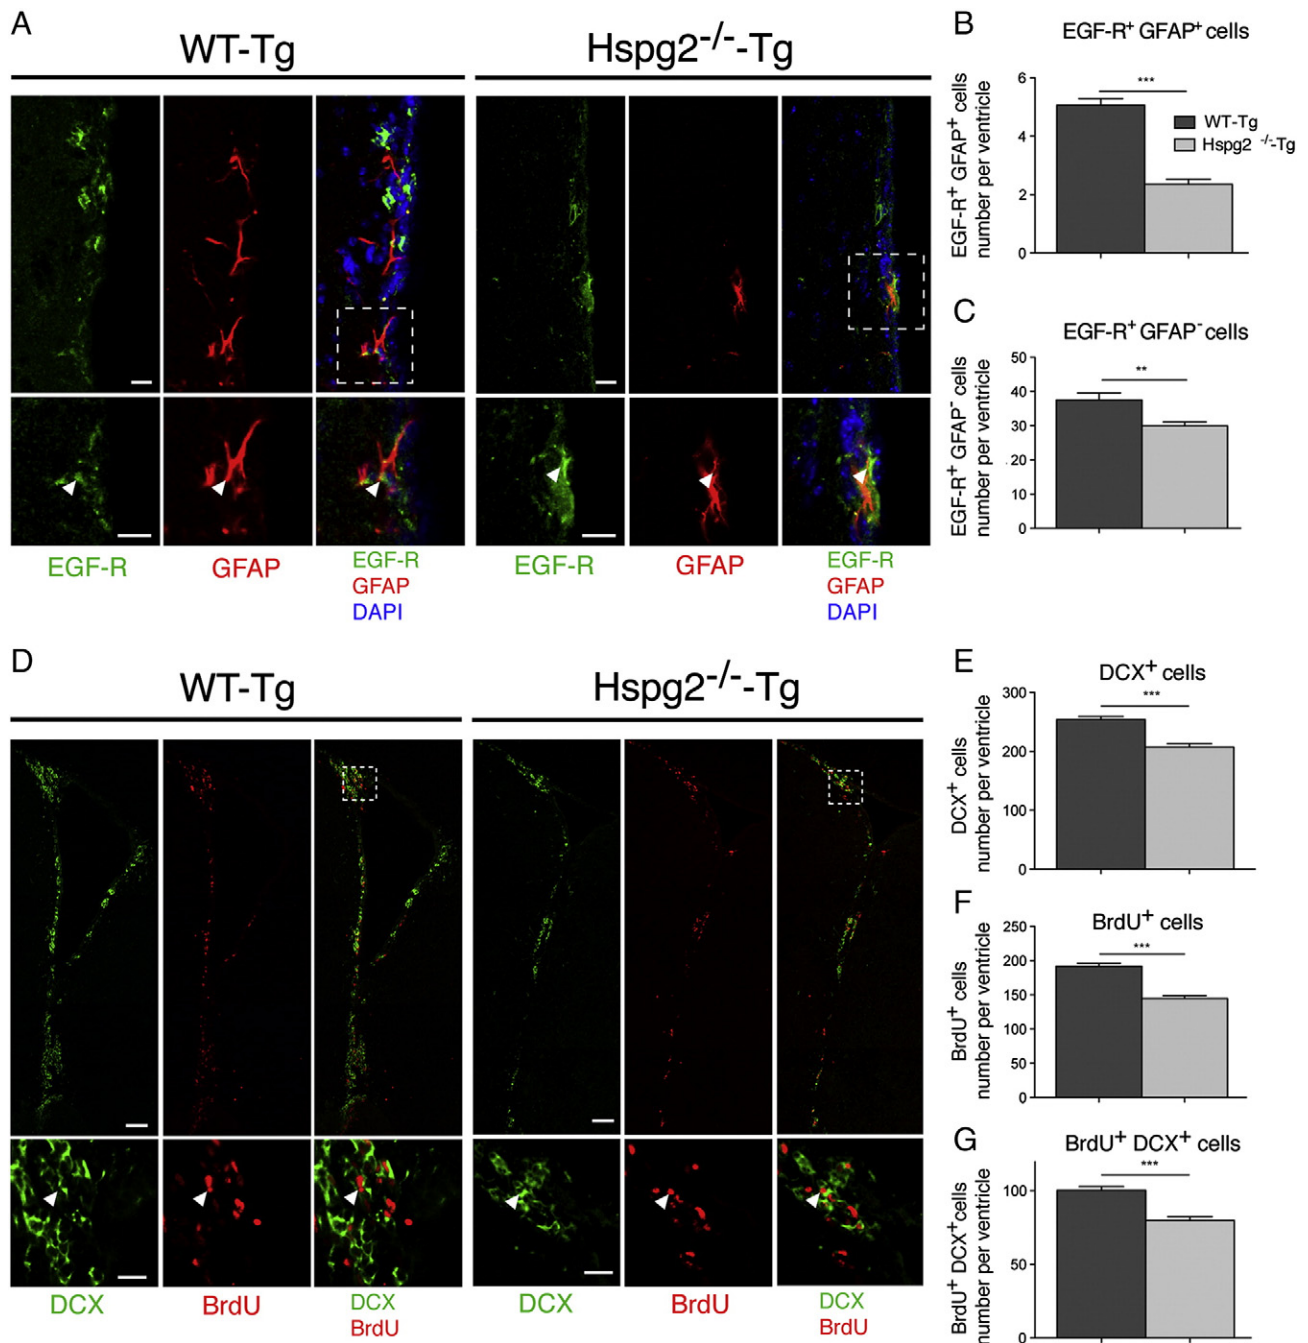 A
WT-Tg
Hspg2-/--Tg
EGF-R
GFAP
EGF-R
GFAP
DAPI
EGF-R
GFAP
EGF-R
GFAP
DAPI
B
EGF-R+ GFAP+ cells
EGF-R+ GFAP+ cells
number per ventricle
6
4
2
0
***
WT-Tg
Hspg2 -/--Tg
C
EGF-R+ GFAP- cells
EGF-R+ GFAP- cells
number per ventricle
50
40
30
20
10
0
**
D
WT-Tg
Hspg2-/--Tg
DCX
BrdU
DCX
BrdU
DCX
BrdU
DCX
BrdU
E
DCX+ cells
DCX+ cells
number per ventricle
300
200
100
0
***
F
BrdU+ cells
BrdU+ cells
number per ventricle
250
200
150
100
50
0
***
G
BrdU+ DCX+ cells
BrdU+ DCX+cells
number per ventricle
100
50
0
***